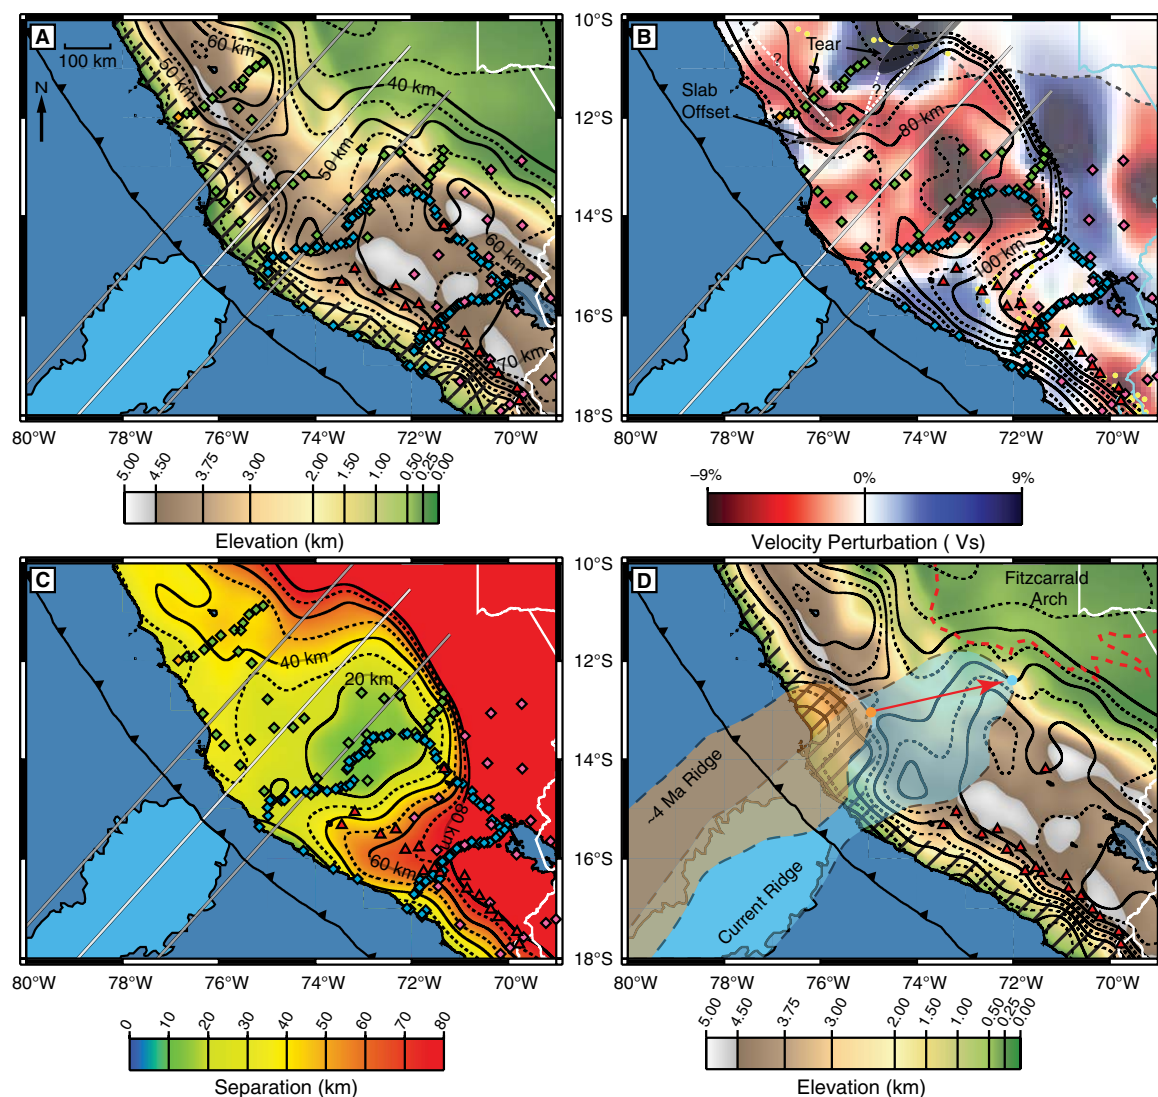 A
100 km
N
60 km
50 km
40 km
50 km
60 km
70 km
10°S
12°S
14°S
16°S
18°S
80°W
78°W
76°W
74°W
72°W
70°W
5.00
4.50
3.75
3.00
2.00
1.50
1.00
0.50
0.25
0.00
Elevation (km)
B
Tear
?
?
Slab
Offset
80 km
100 km
80°W
78°W
76°W
74°W
72°W
70°W
−9%
0%
9%
Velocity Perturbation ( Vs)
C
40 km
20 km
80 km
60 km
10°S
12°S
14°S
16°S
18°S
80°W
78°W
76°W
74°W
72°W
70°W
0
10
20
30
40
50
60
70
80
Separation (km)
D
Fitzcarrald
Arch
~4 Ma Ridge
Current Ridge
80°W
78°W
76°W
74°W
72°W
70°W
5.00
4.50
3.75
3.00
2.00
1.50
1.00
0.50
0.25
0.00
Elevation (km)